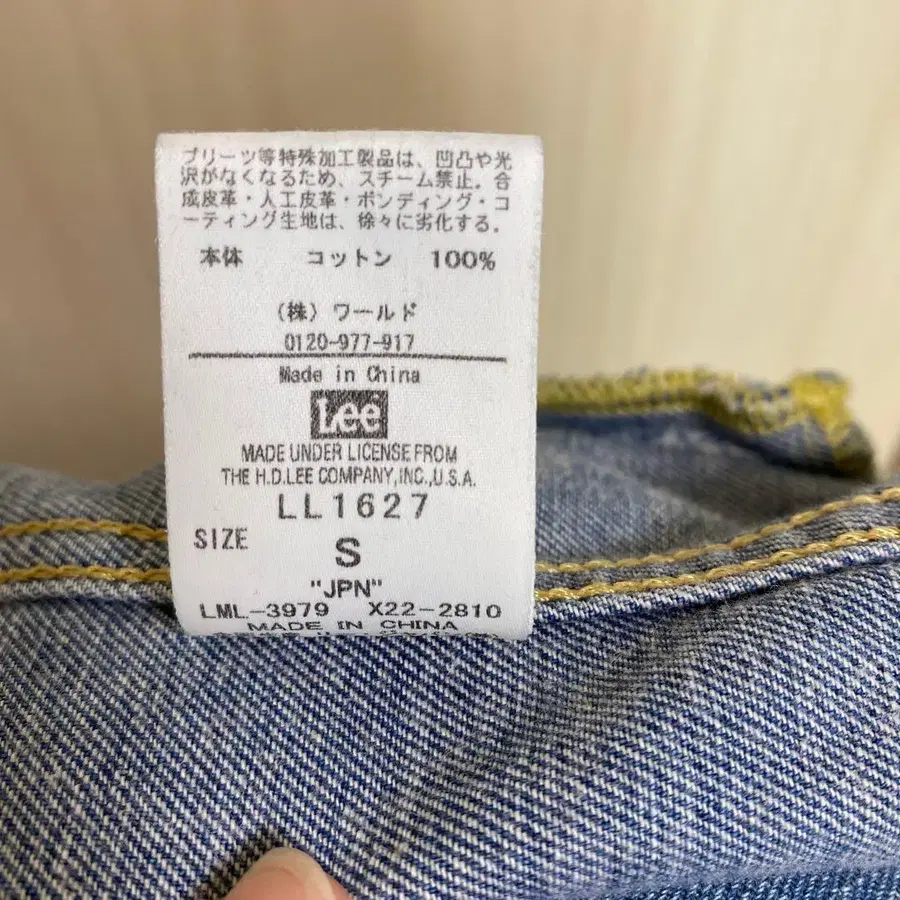 プリーツ等特殊加工製品は、凹凸や光
沢がなくなるため、スチーム禁止。合
成皮革・人工皮革・ボンディング・コ
ーティング生地は、徐々に劣化する。
本体 コットン 100%
(株)ワールド
0120-977-917
Made in China
Lee
MADE UNDER LICENSE FROM
THE H.D.LEE COMPANY,INC.,U.S.A.
LL1627
SIZE S
"JPN"
LML-3979 X22-2810
MADE IN CHINA